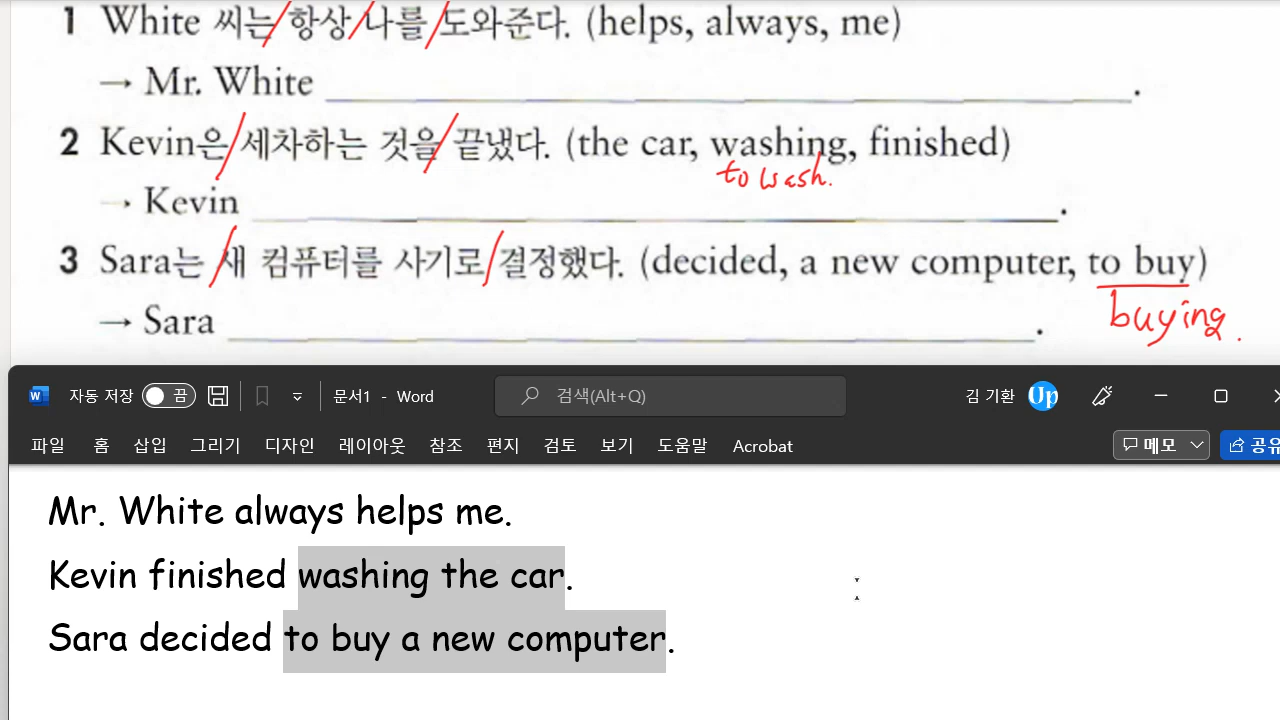 1 White 씨는/항상/나를/도와준다. (helps, always, me)
→ Mr. White ______________________.
2 Kevin은/세차하는 것을/끝냈다. (the car, washing, finished)
to wash.
→ Kevin ______________________.
3 Sara는/새 컴퓨터를 사기로/결정했다. (decided, a new computer, to buy)
buying.
→ Sara ______________________.
자동 저장 끔 문서1 - Word 검색(Alt+Q) 김 기환 Up
파일 홈 삽입 그리기 디자인 레이아웃 참조 편지 검토 보기 도움말 Acrobat 메모 공유
Mr. White always helps me.
Kevin finished washing the car.
Sara decided to buy a new computer.